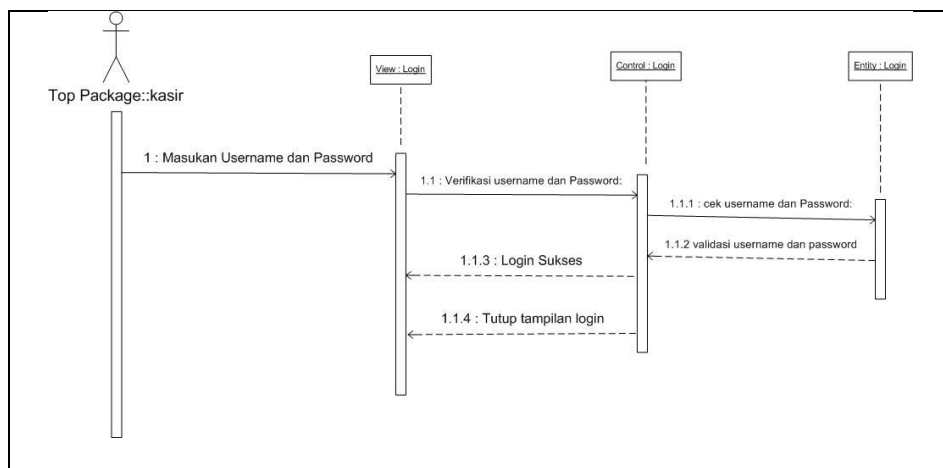 View : Login
Control : Login
Entity : Login
Top Package::kasir
1 : Masukan Username dan Password
1.1 : Verifikasi username dan Password:
1.1.1 : cek username dan Password:
1.1.2 validasi username dan password
1.1.3 : Login Sukses
1.1.4 : Tutup tampilan login